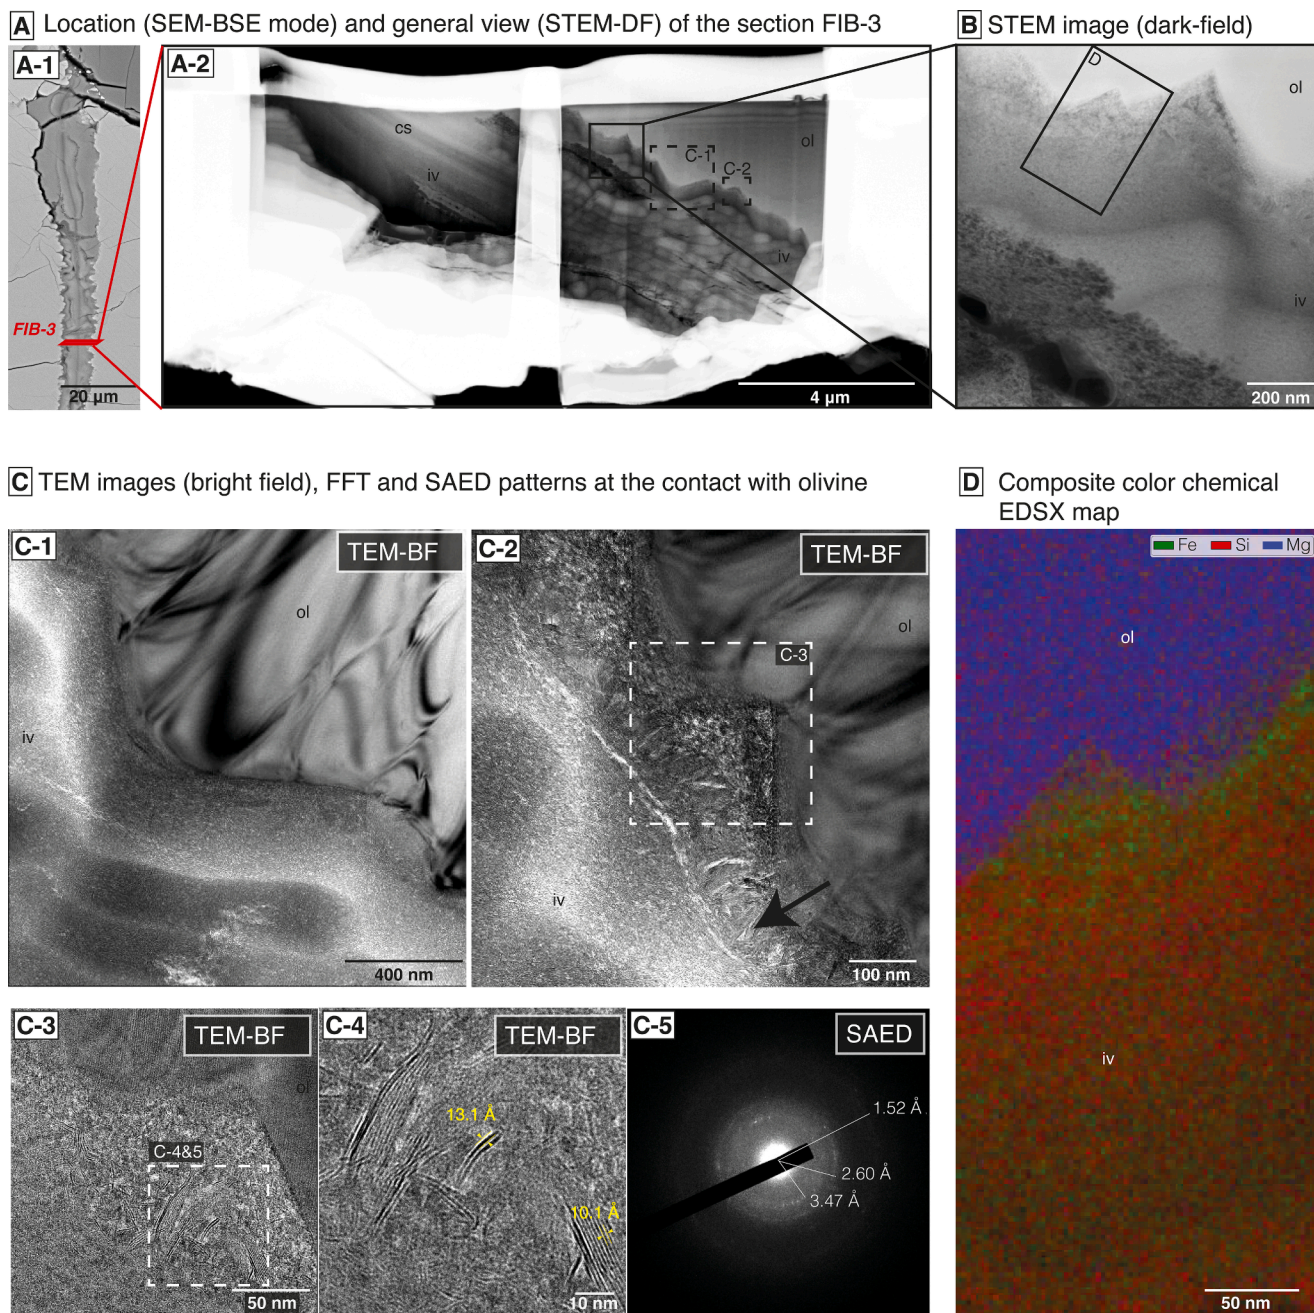 A Location (SEM-BSE mode) and general view (STEM-DF) of the section FIB-3
B STEM image (dark-field)
A-1
FIB-3
20 µm
A-2
cs
iv
C-1
C-2
ol
iv
4 µm
D
ol
iv
200 nm
C TEM images (bright field), FFT and SAED patterns at the contact with olivine
D Composite color chemical
EDSX map
C-1
TEM-BF
ol
iv
400 nm
C-2
TEM-BF
ol
C-3
iv
100 nm
Fe Si Mg
ol
iv
50 nm
C-3
TEM-BF
ol
C-4&5
50 nm
C-4
TEM-BF
13.1 Å
10.1 Å
10 nm
C-5
SAED
1.52 Å
2.60 Å
3.47 Å